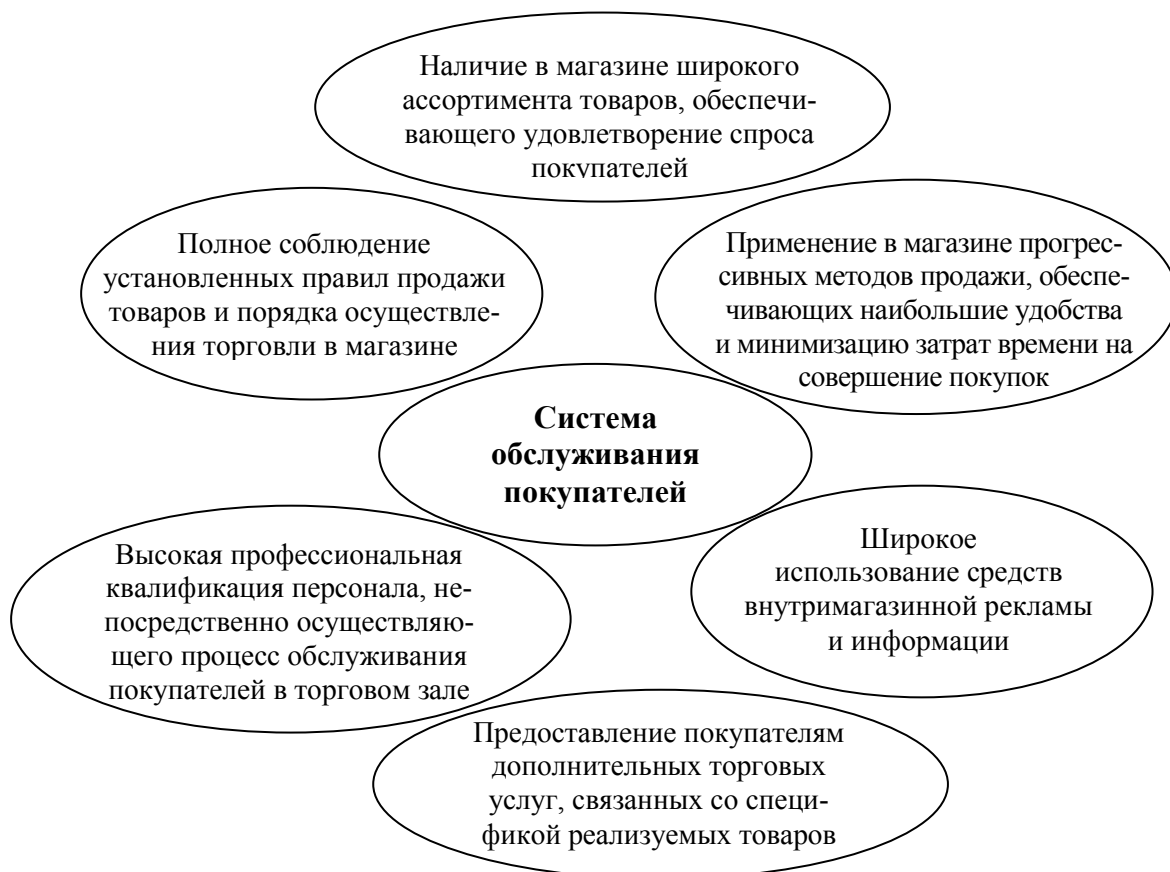 Наличие в магазине широкого
ассортимента товаров, обеспечи-
вающего удовлетворение спроса
покупателей
Полное соблюдение
установленных правил продажи
товаров и порядка осуществле-
ния торговли в магазине
Применение в магазине прогрес-
сивных методов продажи, обеспе-
чивающих наибольшие удобства
и минимизацию затрат времени на
совершение покупок
Система
обслуживания
покупателей
Высокая профессиональная
квалификация персонала, не-
посредственно осуществляю-
щего процесс обслуживания
покупателей в торговом зале
Широкое
использование средств
внутримагазинной рекламы
и информации
Предоставление покупателям
дополнительных торговых
услуг, связанных со специ-
фикой реализуемых товаров